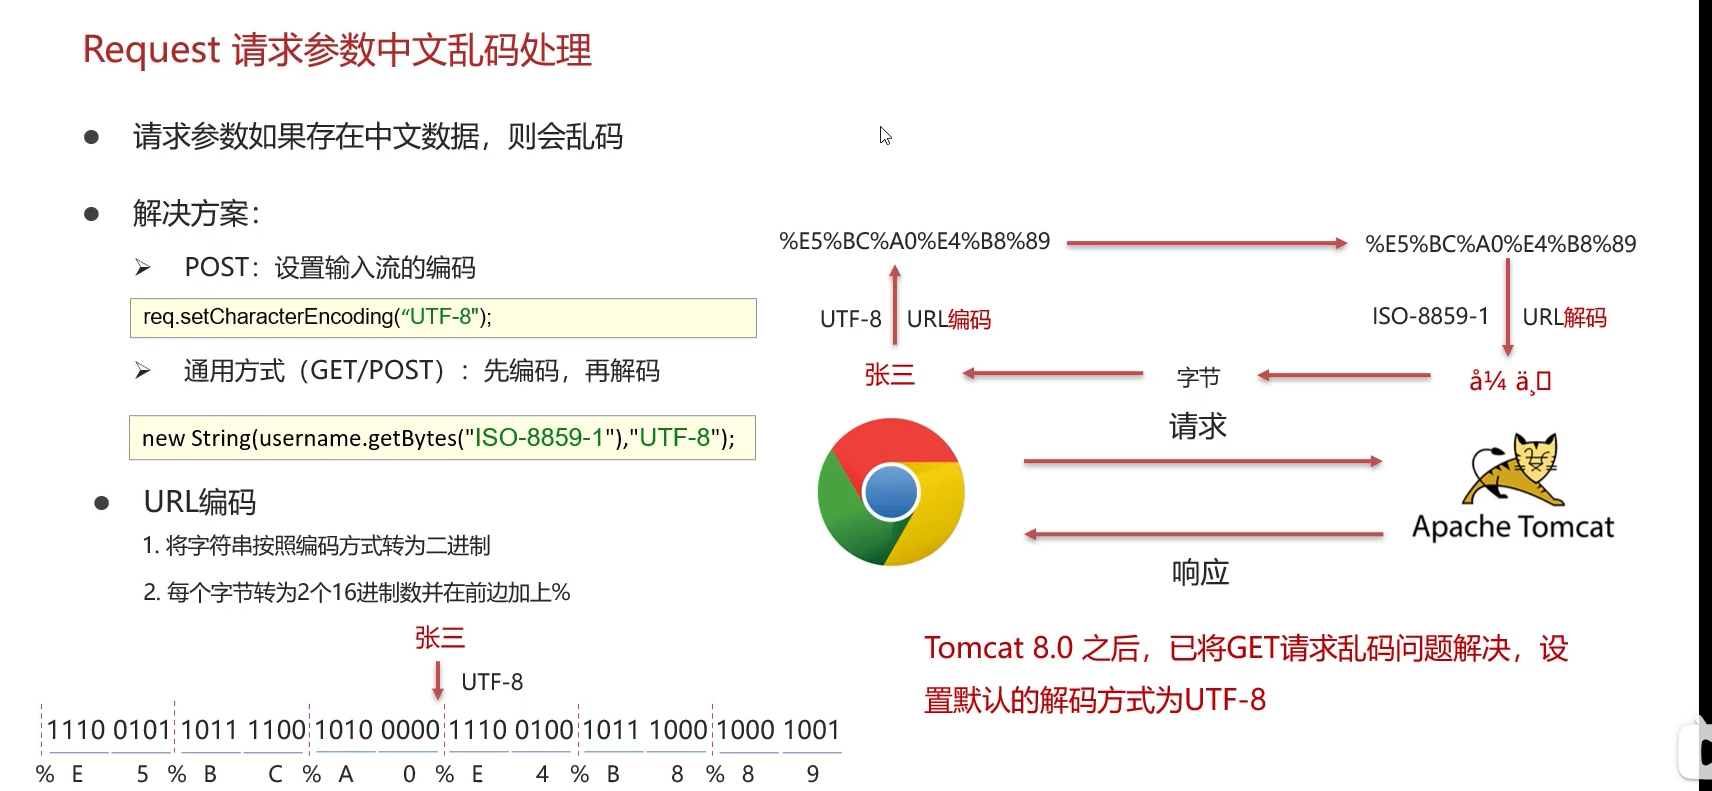 Request 请求参数中文乱码处理
● 请求参数如果存在中文数据，则会乱码
● 解决方案：
➢ POST：设置输入流的编码
req.setCharacterEncoding(“UTF-8");
➢ 通用方式（GET/POST）：先编码，再解码
new String(username.getBytes("ISO-8859-1"),"UTF-8");
● URL编码
1. 将字符串按照编码方式转为二进制
2. 每个字节转为2个16进制数并在前边加上%
张三
UTF-8
1110 0101 1011 1100 1010 0000 1110 0100 1011 1000 1000 1001
% E 5 % B C % A 0 % E 4 % B 8 % 8 9
%E5%BC%A0%E4%B8%89
%E5%BC%A0%E4%B8%89
UTF-8 URL编码
ISO-8859-1 URL解码
张三
字节
å¼ ä¸
请求
Apache Tomcat
响应
Tomcat 8.0 之后，已将GET请求乱码问题解决，设
置默认的解码方式为UTF-8